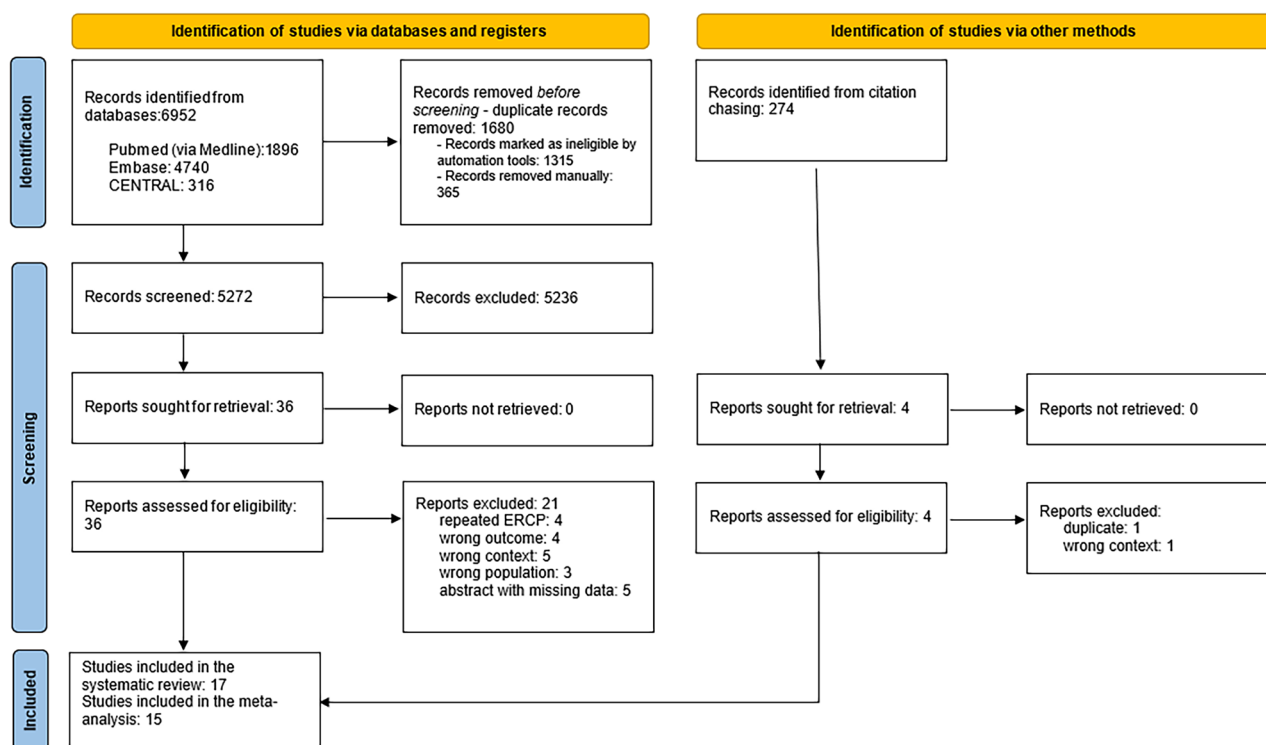 Identification of studies via databases and registers
Identification of studies via other methods
Identification
Records identified from
databases:6952
Pubmed (via Medline):1896
Embase: 4740
CENTRAL: 316
Records removed before
screening - duplicate records
removed: 1680
- Records marked as ineligible by
automation tools: 1315
- Records removed manually:
365
Records identified from citation
chasing: 274
Screening
Records screened: 5272
Records excluded: 5236
Reports sought for retrieval: 36
Reports not retrieved: 0
Reports sought for retrieval: 4
Reports not retrieved: 0
Reports assessed for eligibility:
36
Reports excluded: 21
repeated ERCP: 4
wrong outcome: 4
wrong context: 5
wrong population: 3
abstract with missing data: 5
Reports assessed for eligibility: 4
Reports excluded:
duplicate: 1
wrong context: 1
Included
Studies included in the
systematic review: 17
Studies included in the meta-
analysis: 15